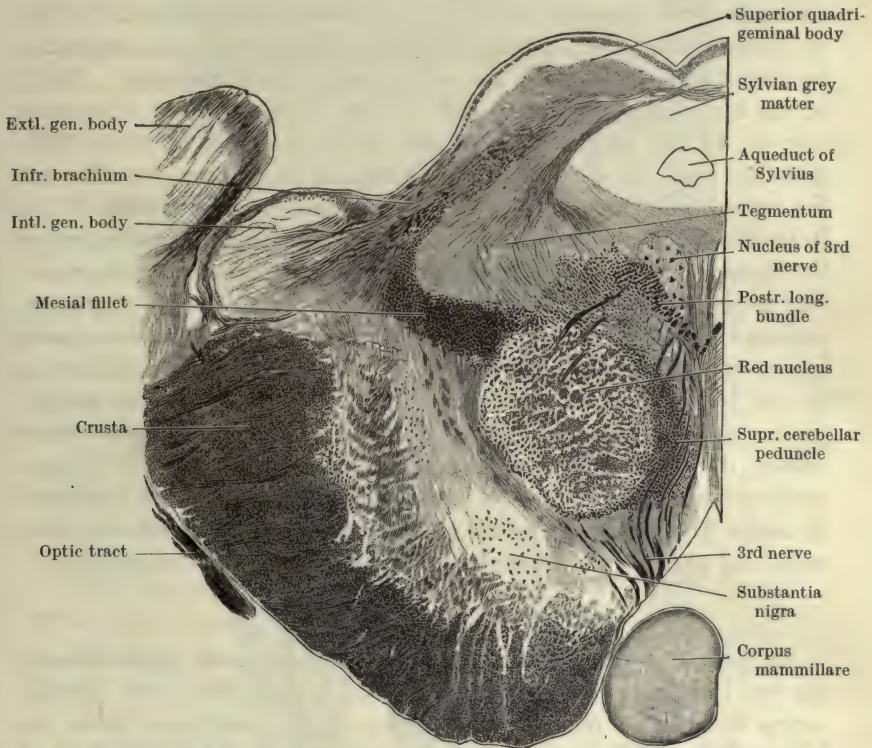 Superior quadri-
geminal body
Sylvian grey
matter
Extl. gen. body
Aqueduct of
Sylvius
Infr. brachium
Tegmentum
Intl. gen. body
Nucleus of 3rd
nerve
Mesial fillet
Postr. long.
bundle
Red nucleus
Crusta
Supr. cerebellar
peduncle
Optic tract
3rd nerve
Substantia
nigra
Corpus
mammillare